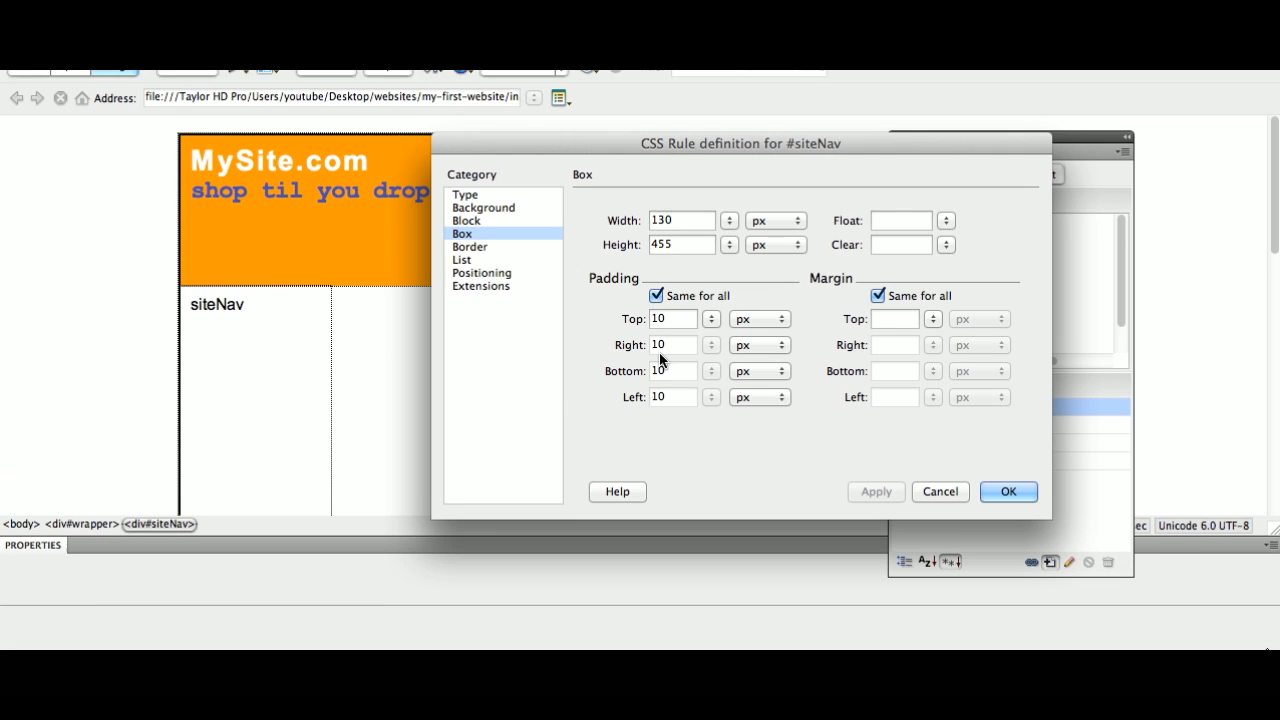 Address: file:///Taylor HD Pro/Users/youtube/Desktop/websites/my-first-website/in
MySite.com
shop til you drop
siteNav
CSS Rule definition for #siteNav
Category
Type
Background
Block
Box
Border
List
Positioning
Extensions
Box
Width: 130 px Float:
Height: 455 px Clear:
Padding Margin
Same for all Same for all
Top: 10 px Top: px
Right: 10 px Right: px
Bottom: 10 px Bottom: px
Left: 10 px Left: px
Help Apply Cancel OK
<body> <div#wrapper> <div#siteNav>
ec Unicode 6.0 UTF-8
PROPERTIES